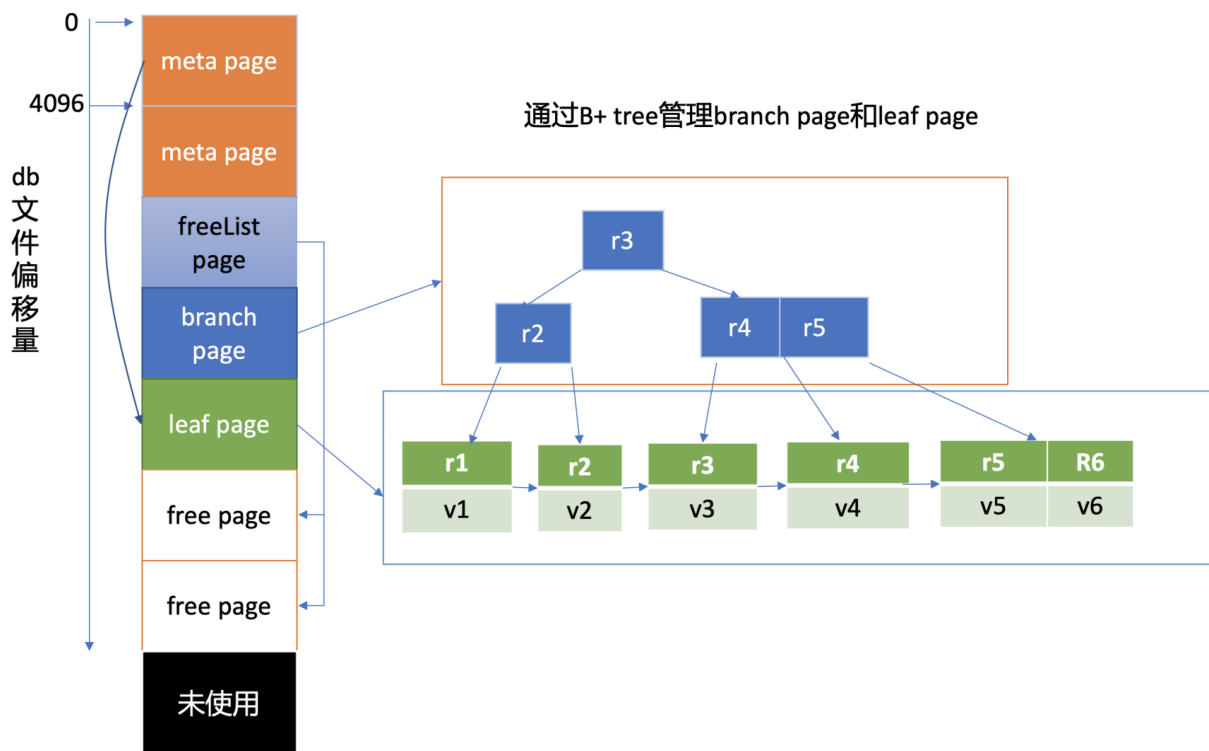 0
meta page
4096
meta page
通过B+ tree管理branch page和leaf page
db
文
件
偏
移
量
freeList
page
branch
page
leaf page
free page
free page
未使用
r3
r2
r4
r5
r1
r2
r3
r4
r5
R6
v1
v2
v3
v4
v5
v6